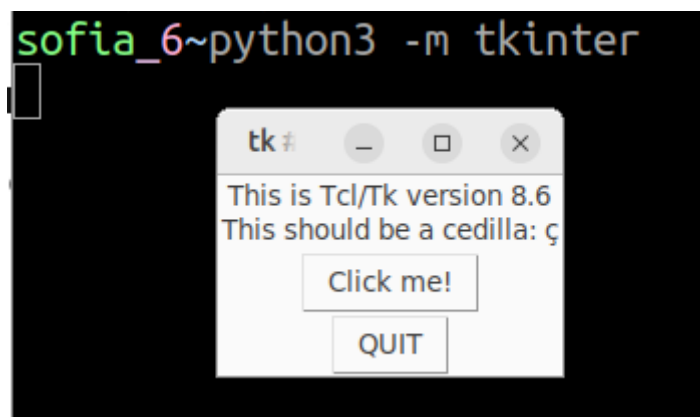 sofia_6~python3 -m tkinter
tk #
This is Tcl/Tk version 8.6
This should be a cedilla: ç
Click me!
QUIT